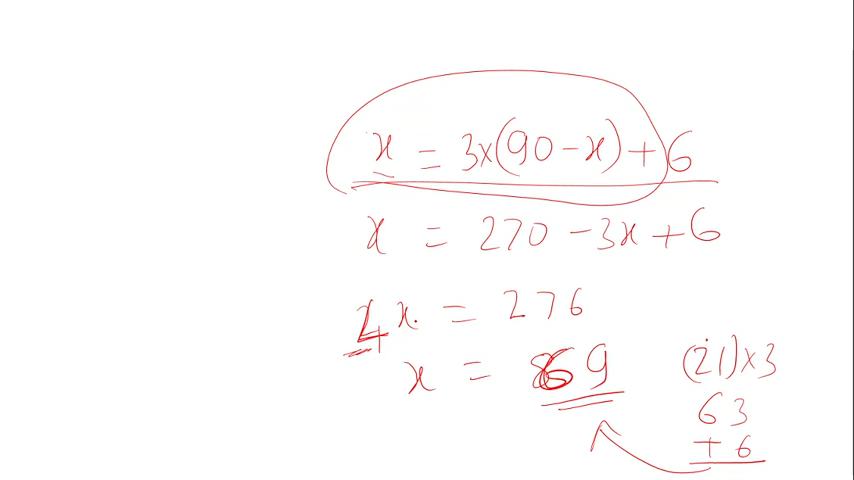 x = 3x(90-x)+6
x = 270-3x+6
4x = 276
x = 69
(21)x3
63
+6